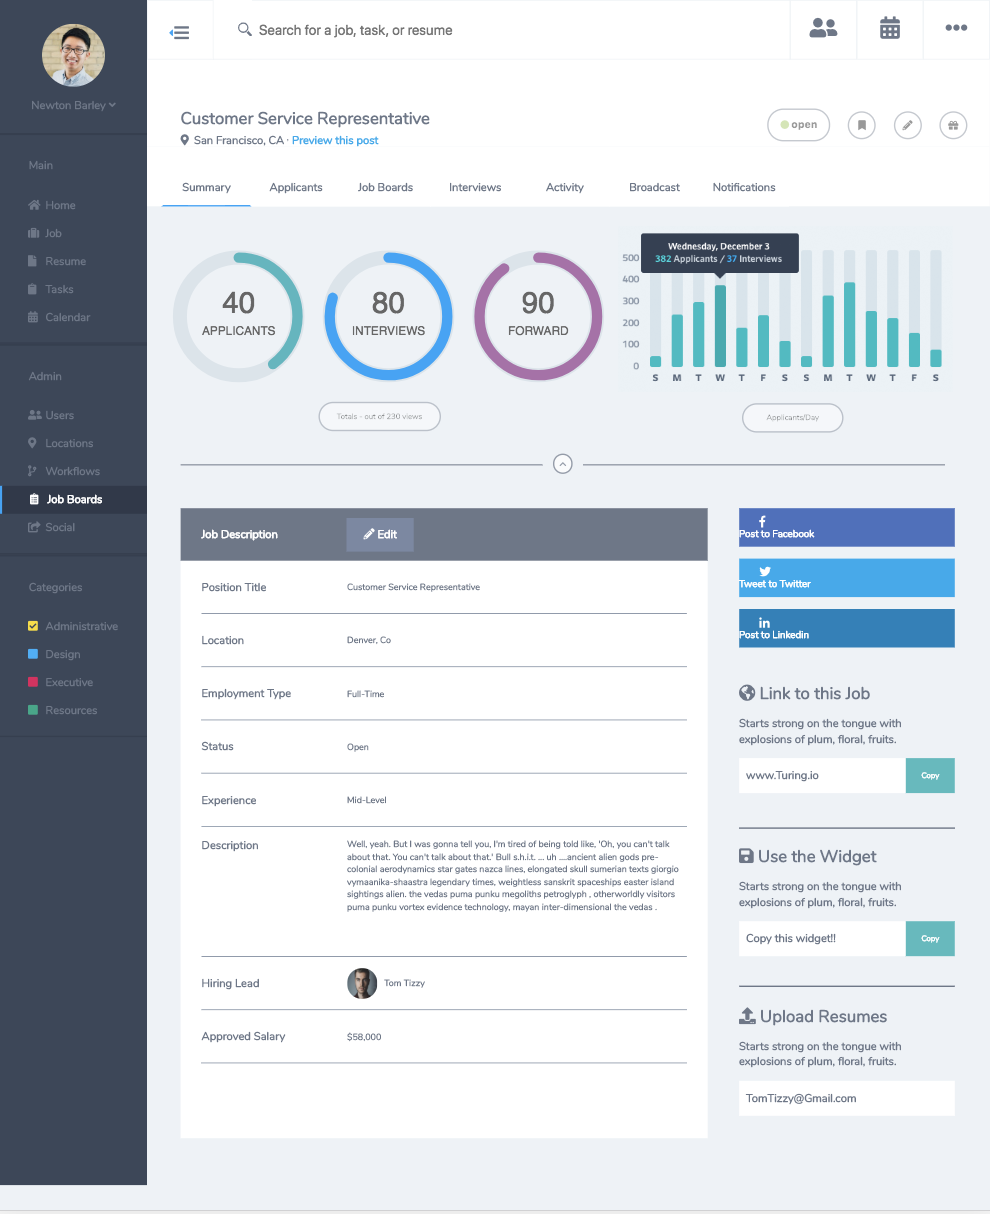 Newton Barley
Main
Home
Job
Resume
Tasks
Calendar
Admin
Users
Locations
Workflows
Job Boards
Social
Categories
Administrative
Design
Executive
Resources
Search for a job, task, or resume
Customer Service Representative
San Francisco, CA · Preview this post
open
Summary Applicants Job Boards Interviews Activity Broadcast Notifications
40
APPLICANTS
80
INTERVIEWS
90
FORWARD
Totals - out of 230 views
Wednesday, December 3
382 Applicants / 37 Interviews
500
400
300
200
100
0
S M T W T F S S M T W T F S
Applicants/Day
Job Description Edit
Position Title Customer Service Representative
Location Denver, Co
Employment Type Full-Time
Status Open
Experience Mid-Level
Description Well, yeah. But I was gonna tell you, I'm tired of being told like, 'Oh, you can't talk
about that. You can't talk about that.' Bull s.h.i.t. ... uh ....ancient alien gods pre-
colonial aerodynamics star gates nazca lines, elongated skull sumerian texts giorgio
vymaanika-shaastra legendary times, weightless sanskrit spaceships easter island
sightings alien. the vedas puma punku megoliths petroglyph , otherworldly visitors
puma punku vortex evidence technology, mayan inter-dimensional the vedas .
Hiring Lead Tom Tizzy
Approved Salary $58,000
Post to Facebook
Tweet to Twitter
Post to Linkedin
Link to this Job
Starts strong on the tongue with
explosions of plum, floral, fruits.
www.Turing.io Copy
Use the Widget
Starts strong on the tongue with
explosions of plum, floral, fruits.
Copy this widget!! Copy
Upload Resumes
Starts strong on the tongue with
explosions of plum, floral, fruits.
TomTizzy@Gmail.com